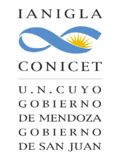 IANIGLA
CONICET
U.N.CUYO
GOBIERNO
DE MENDOZA
GOBIERNO
DE SAN JUAN